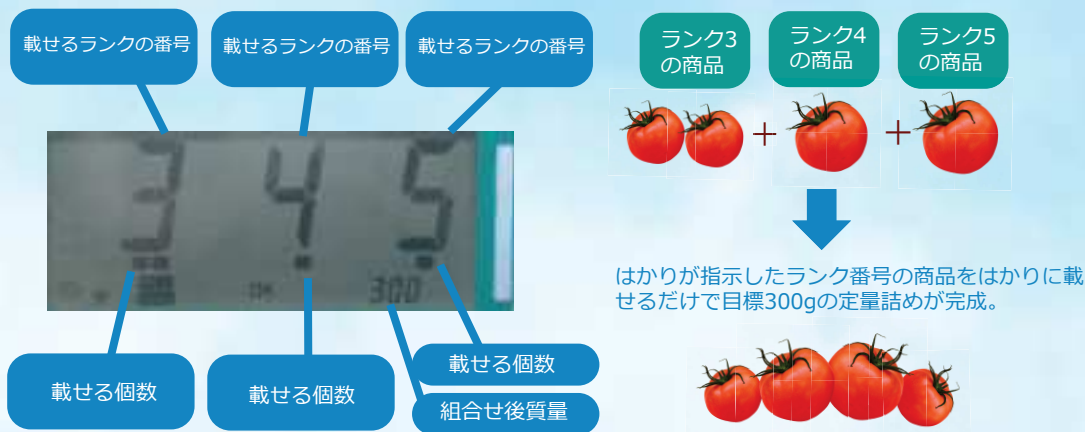 載せるランクの番号
載せるランクの番号
載せるランクの番号
3 4 5
300
載せる個数
載せる個数
載せる個数
組合せ後質量
ランク3
の商品
ランク4
の商品
ランク5
の商品
+
+
はかりが指示したランク番号の商品をはかりに載
せるだけで目標300gの定量詰めが完成。